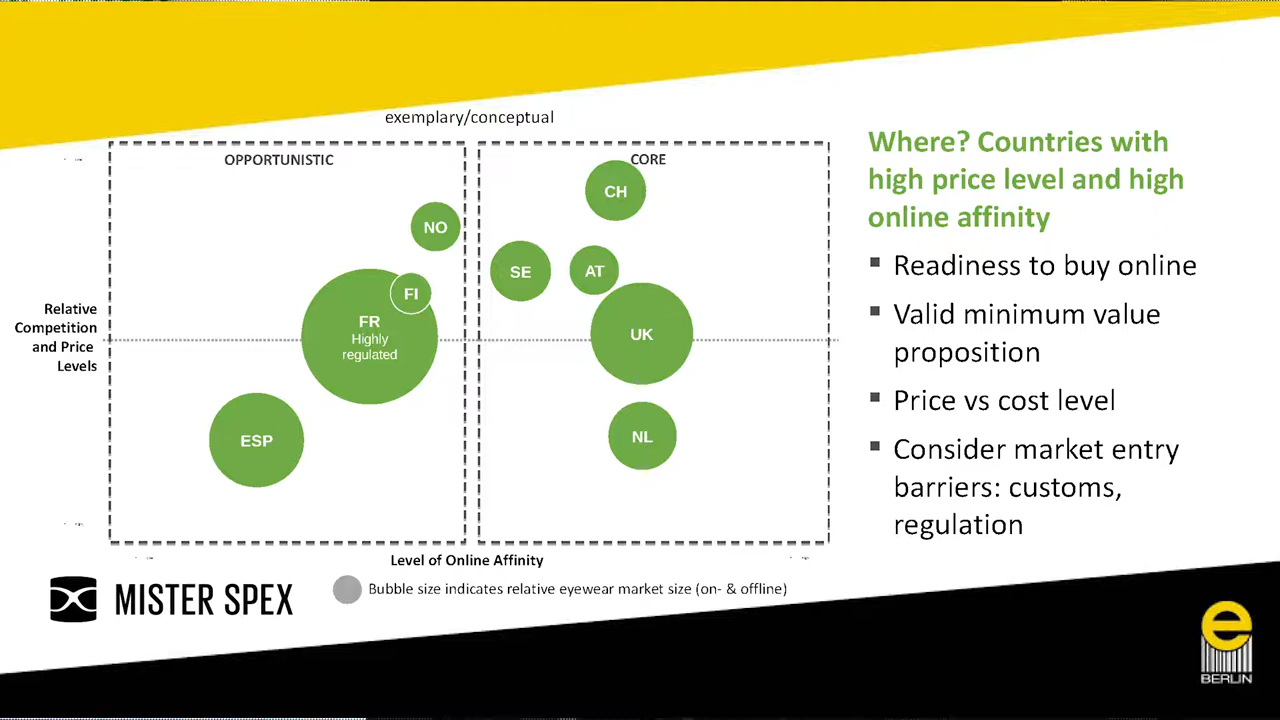 exemplary/conceptual
OPPORTUNISTIC
CORE
CH
NO
SE
AT
FI
FR
Highly
regulated
UK
ESP
NL
Relative
Competition
and Price
Levels
Level of Online Affinity
Bubble size indicates relative eyewear market size (on- & offline)
Where? Countries with
high price level and high
online affinity
Readiness to buy online
Valid minimum value
proposition
Price vs cost level
Consider market entry
barriers: customs,
regulation
MISTER SPEX
e
BERLIN